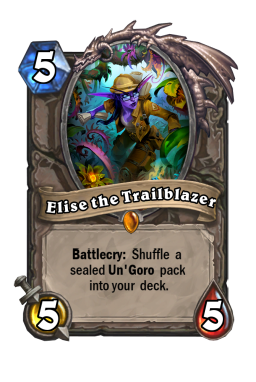 5
Elise the Trailblazer
Battlecry: Shuffle a
sealed Un'Goro pack
into your deck.
5
5